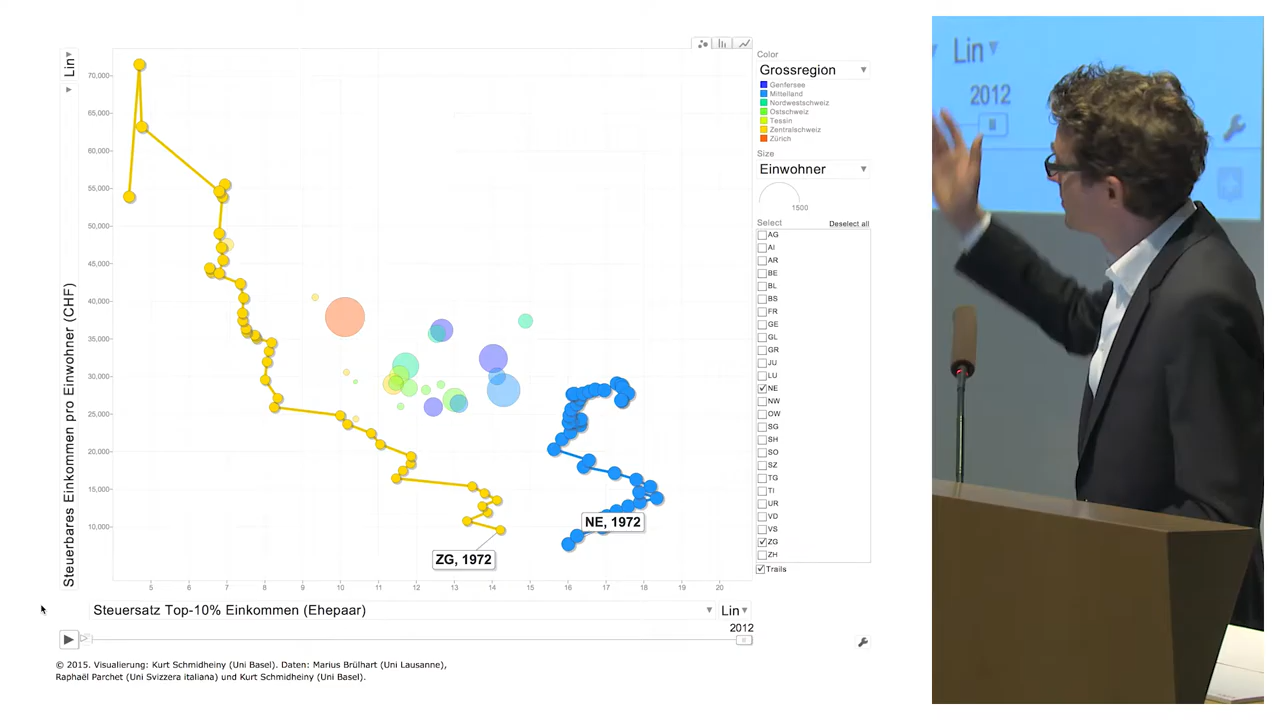 Lin
70,000
65,000
60,000
55,000
50,000
45,000
40,000
35,000
30,000
25,000
20,000
15,000
10,000
Steuerbares Einkommen pro Einwohner (CHF)
NE, 1972
ZG, 1972
5 6 7 8 9 10 11 12 13 14 15 16 17 18 19 20
Steuersatz Top-10% Einkommen (Ehepaar)
Lin
2012
Color
Grossregion
Genfersee
Mittelland
Nordwestschweiz
Ostschweiz
Tessin
Zentralschweiz
Zürich
Size
Einwohner
1500
Select Deselect all
AG
AI
AR
BE
BL
BS
FR
GE
GL
GR
JU
LU
NE
NW
OW
SG
SH
SO
SZ
TG
TI
UR
VD
VS
ZG
ZH
Trails
© 2015. Visualierung: Kurt Schmidheiny (Uni Basel). Daten: Marius Brülhart (Uni Lausanne),
Raphaël Parchet (Uni Svizzera italiana) und Kurt Schmidheiny (Uni Basel).
Lin
2012